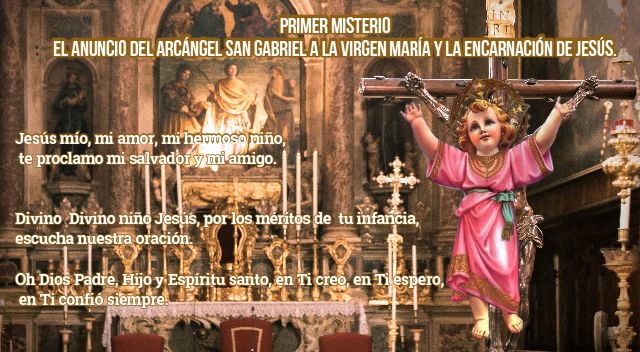 PRIMER MISTERIO
EL ANUNCIO DEL ARCÁNGEL SAN GABRIEL A LA VIRGEN MARÍA Y LA ENCARNACIÓN DE JESÚS.
Jesús mío, mi amor, mi hermoso niño,
te proclamo mi salvador y mi amigo.
Divino Divino niño Jesús, por los méritos de tu infancia,
escucha nuestra oración.
Oh Dios Padre, Hijo y Espíritu santo, en Ti creo, en Ti espero,
en Ti confió siempre.
IN
RI